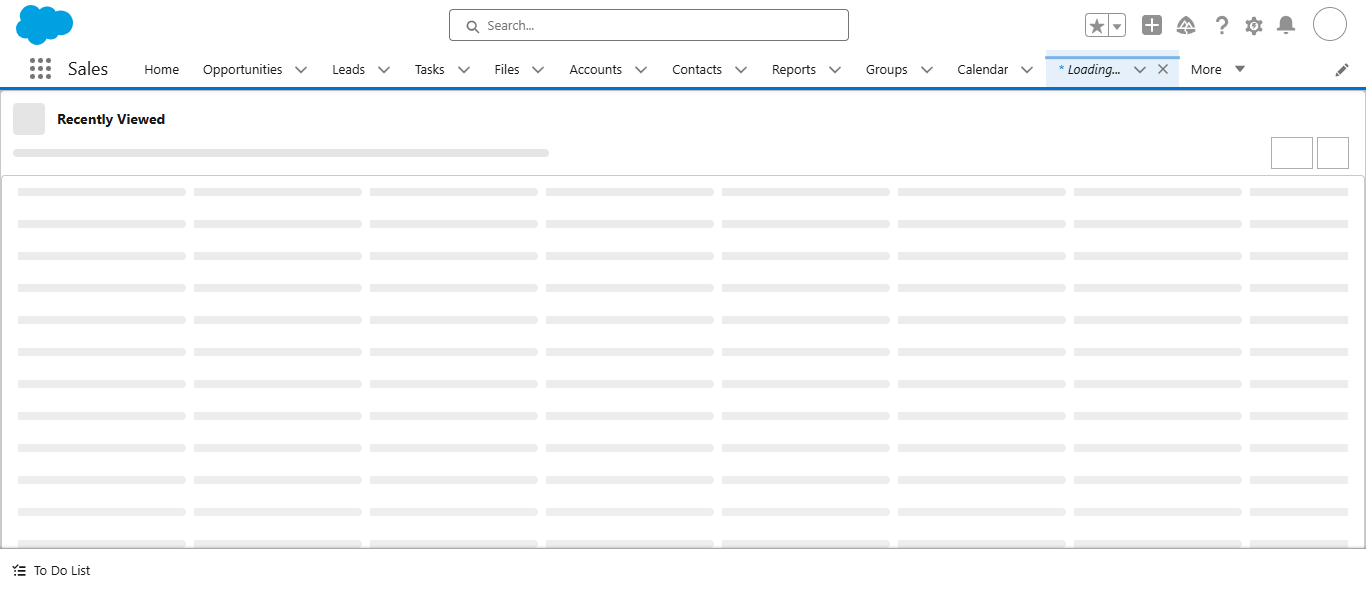 Search...
Sales Home Opportunities Leads Tasks Files Accounts Contacts Reports Groups Calendar * Loading... More
Recently Viewed
To Do List